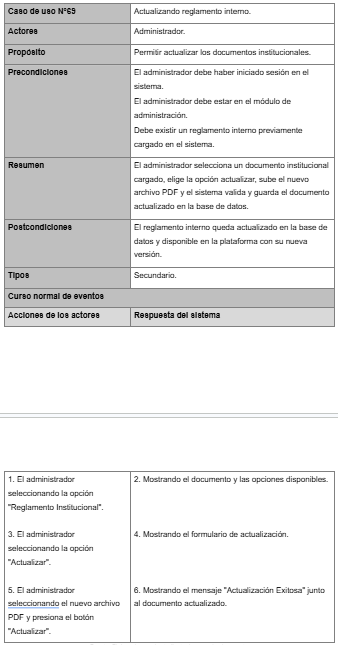 Caso de uso N°69 Actualizando reglamento interno.
Actores Administrador.
Propósito Permitir actualizar los documentos institucionales.
Precondiciones El administrador debe haber iniciado sesión en el
sistema.
El administrador debe estar en el módulo de
administración.
Debe existir un reglamento interno previamente
cargado en el sistema.
Resumen El administrador selecciona un documento institucional
cargado, elige la opción actualizar, sube el nuevo
archivo PDF y el sistema valida y guarda el documento
actualizado en la base de datos.
Postcondiciones El reglamento interno queda actualizado en la base de
datos y disponible en la plataforma con su nueva
versión.
Tipos Secundario.
Curso normal de eventos
Acciones de los actores Respuesta del sistema
1. El administrador
seleccionando la opción
"Reglamento Institucional".
2. Mostrando el documento y las opciones disponibles.
3. El administrador
seleccionando la opción
"Actualizar".
4. Mostrando el formulario de actualización.
5. El administrador
seleccionando el nuevo archivo
PDF y presiona el botón
"Actualizar".
6. Mostrando el mensaje "Actualización Exitosa" junto
al documento actualizado.